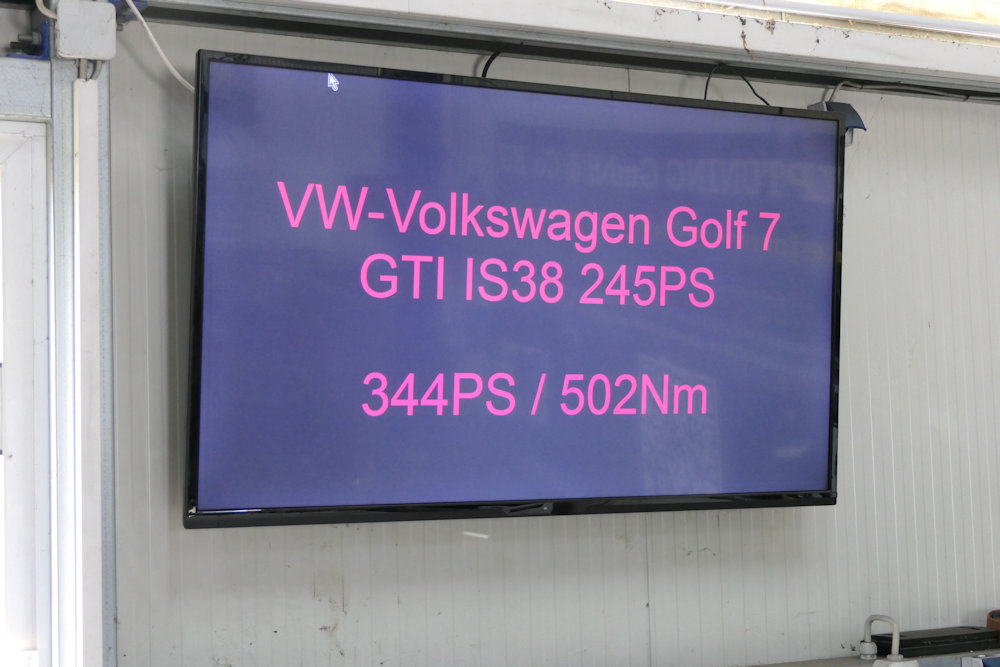 VW-Volkswagen Golf 7
GTI IS38 245PS
344PS / 502Nm